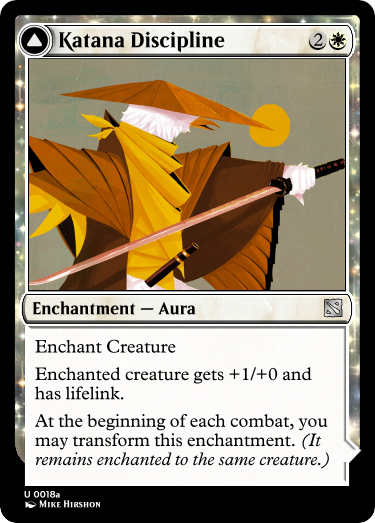 Katana Discipline 2
Enchantment — Aura
Enchant Creature
Enchanted creature gets +1/+0 and
has lifelink.
At the beginning of each combat, you
may transform this enchantment. (It
remains enchanted to the same creature.)
U 0018a
Mike Hirshon